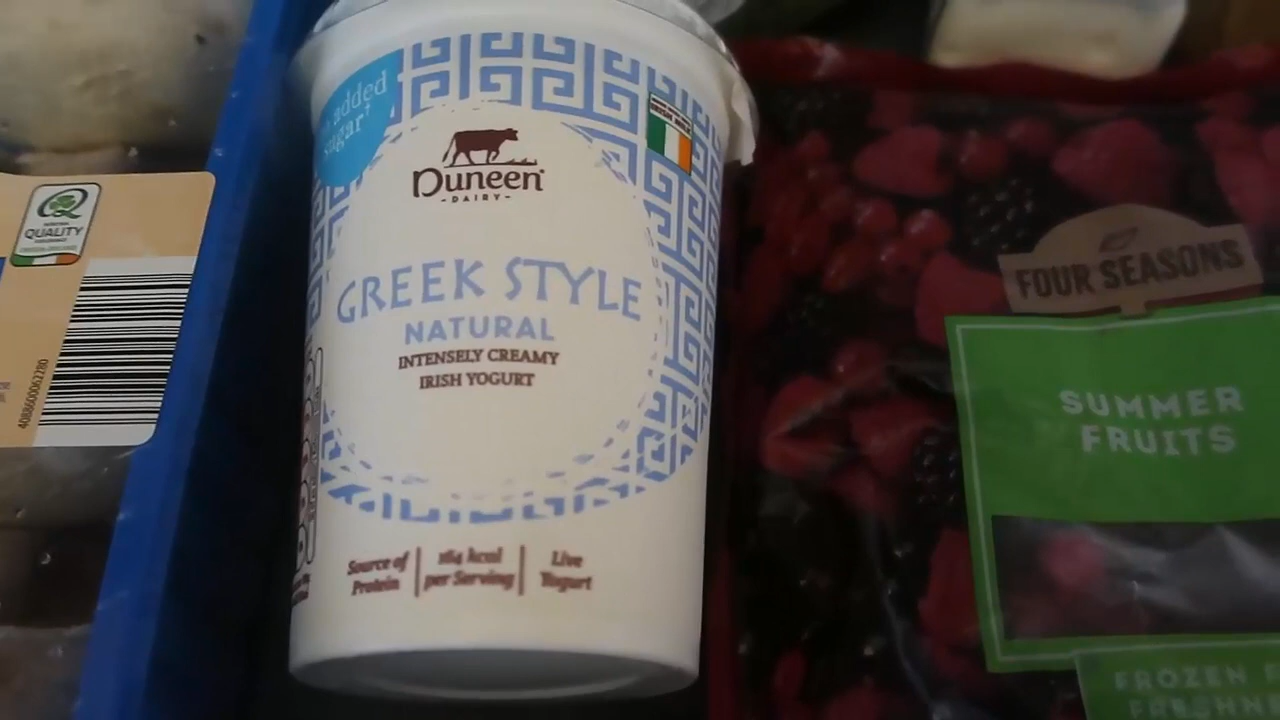 QUALITY
4088600062280
added
sugar
Duneen
DAIRY
GREEK STYLE
NATURAL
INTENSELY CREAMY
IRISH YOGURT
Source of
Protein
164 kcal
per Serving
Live
Yogurt
FOUR SEASONS
SUMMER
FRUITS
FROZEN